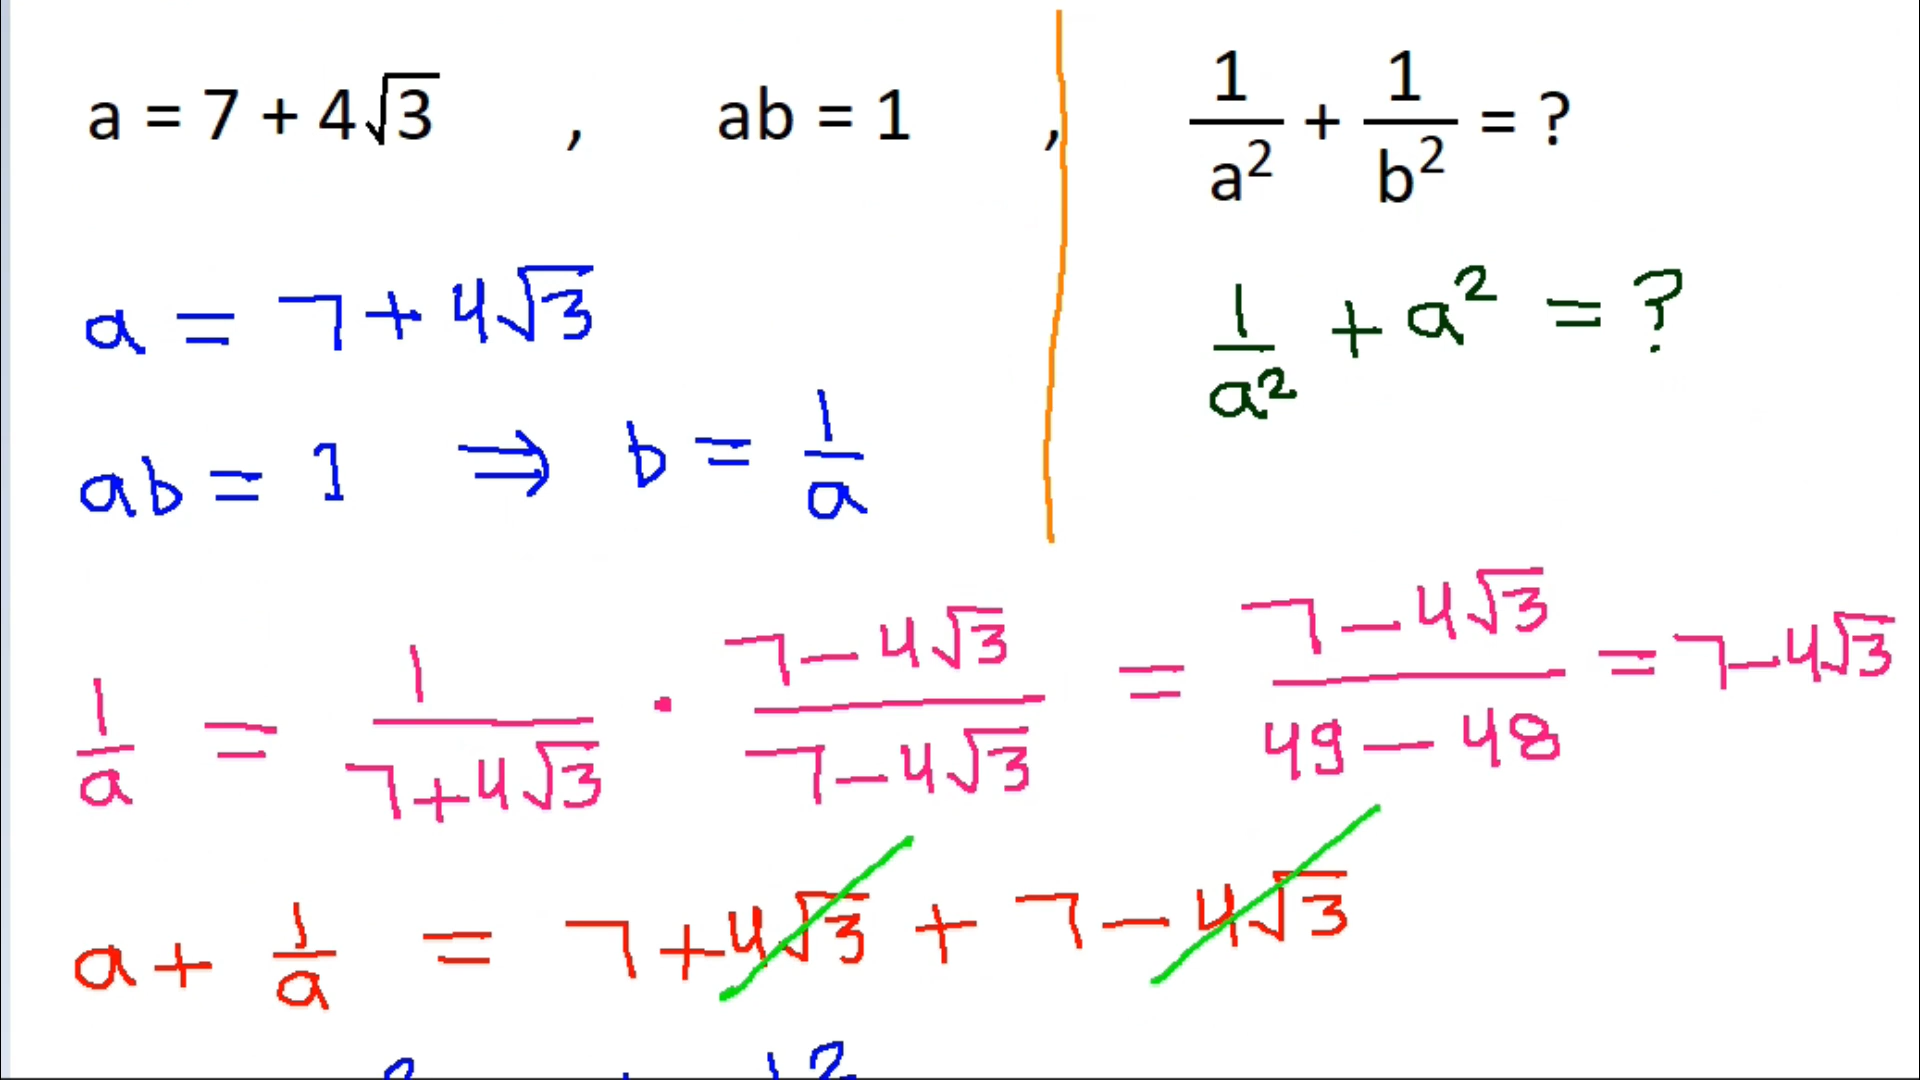 a = 7 + 4√3 , ab = 1 , 1/a² + 1/b² = ?
a = 7 + 4√3
1/a² + a² = ?
ab = 1 ⇒ b = 1/a
1/a = 1/(7+4√3) · (7-4√3)/(7-4√3) = (7-4√3)/(49-48) = 7-4√3
a + 1/a = 7 + 4√3 + 7 - 4√3